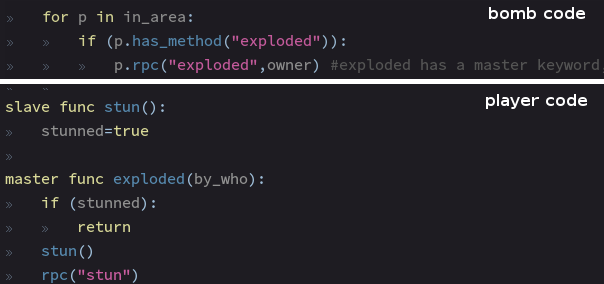 bomb code
for p in in_area:
if (p.has_method("exploded")):
p.rpc("exploded",owner) #exploded has a master keyword
player code
slave func stun():
stunned=true
master func exploded(by_who):
if (stunned):
return
stun()
rpc("stun")